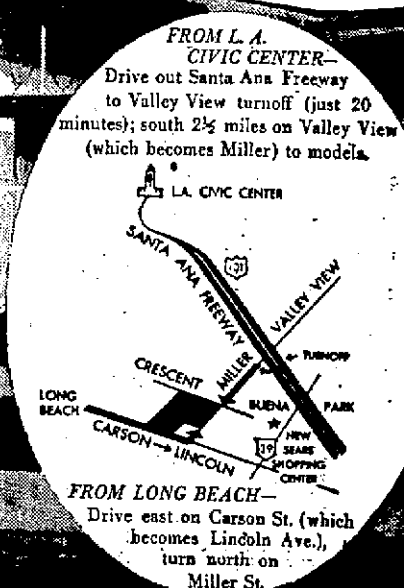 FROM L. A.
CIVIC CENTER—
Drive out Santa Ana Freeway
to Valley View turnoff (just 20
minutes); south 2½ miles on Valley View
(which becomes Miller) to models.
L.A. CIVIC CENTER
SANTA ANA FREEWAY
101
VALLEY VIEW
TURNOFF
MILLER
CRESCENT
LONG
BEACH
BUENA PARK
CARSON → LINCOLN
39
NEW
SEARS
SHOPPING
CENTER
FROM LONG BEACH—
Drive east on Carson St. (which
becomes Lincoln Ave.),
turn north on
Miller St.